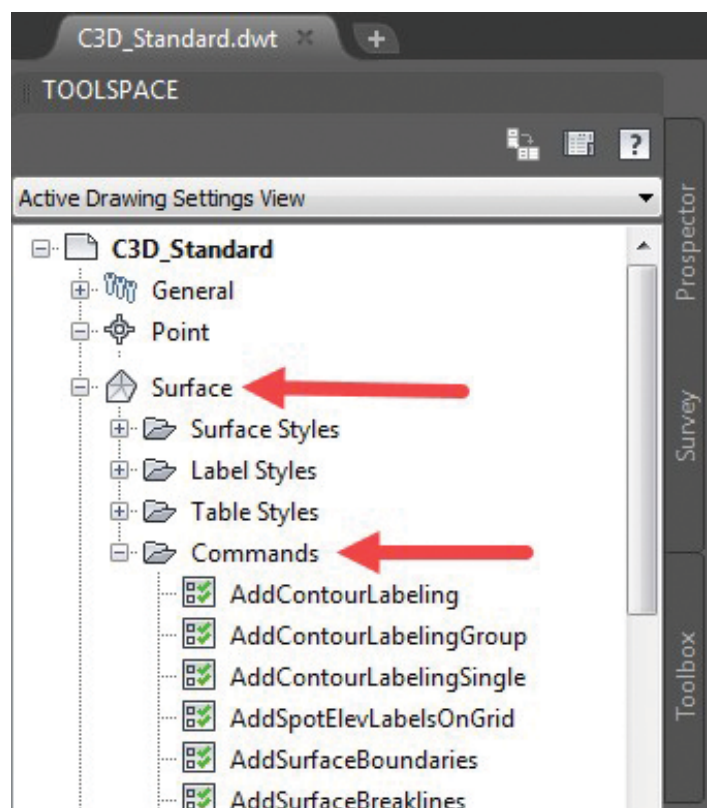 C3D_Standard.dwt
TOOLSPACE
?
Active Drawing Settings View
C3D_Standard
General
Point
Surface
Surface Styles
Label Styles
Table Styles
Commands
AddContourLabeling
AddContourLabelingGroup
AddContourLabelingSingle
AddSpotElevLabelsOnGrid
AddSurfaceBoundaries
AddSurfaceBreaklines
Prospector
Survey
Toolbox